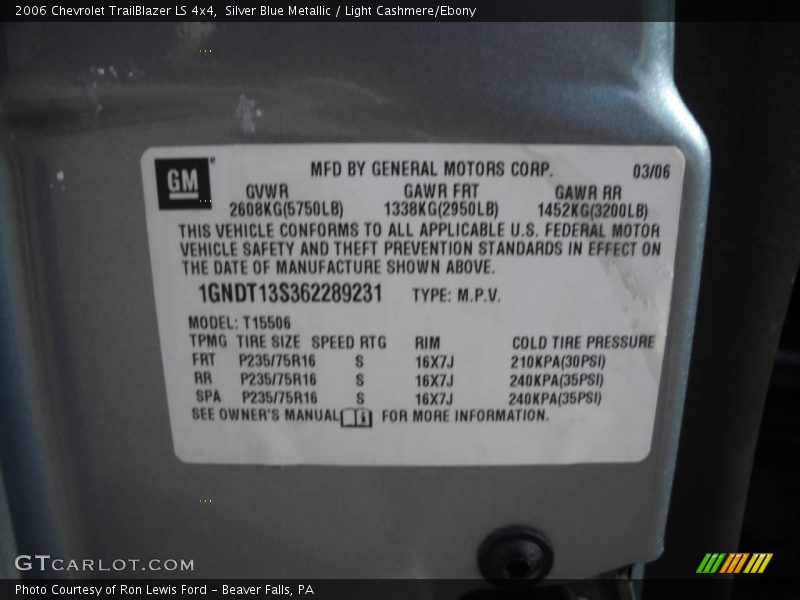 2006 Chevrolet TrailBlazer LS 4x4,  Silver Blue Metallic / Light Cashmere/Ebony
GM
MFD BY GENERAL MOTORS CORP. 03/06
GVWR GAWR FRT GAWR RR
2608KG(5750LB) 1338KG(2950LB) 1452KG(3200LB)
THIS VEHICLE CONFORMS TO ALL APPLICABLE U.S. FEDERAL MOTOR
VEHICLE SAFETY AND THEFT PREVENTION STANDARDS IN EFFECT ON
THE DATE OF MANUFACTURE SHOWN ABOVE.
1GNDT13S362289231 TYPE: M.P.V.
MODEL: T15506
TPMG TIRE SIZE SPEED RTG RIM COLD TIRE PRESSURE
FRT P235/75R16 S 16X7J 210KPA(30PSI)
RR P235/75R16 S 16X7J 240KPA(35PSI)
SPA P235/75R16 S 16X7J 240KPA(35PSI)
SEE OWNER'S MANUAL FOR MORE INFORMATION.
GTCARLOT.COM
Photo Courtesy of Ron Lewis Ford - Beaver Falls, PA